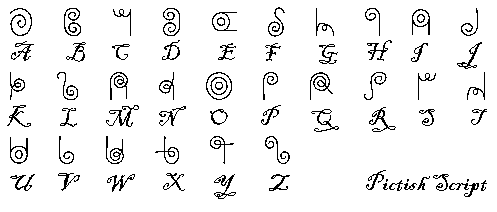 A B C D E F G H I J
K L M N O P Q R S T
U V W X Y Z Pictish Script